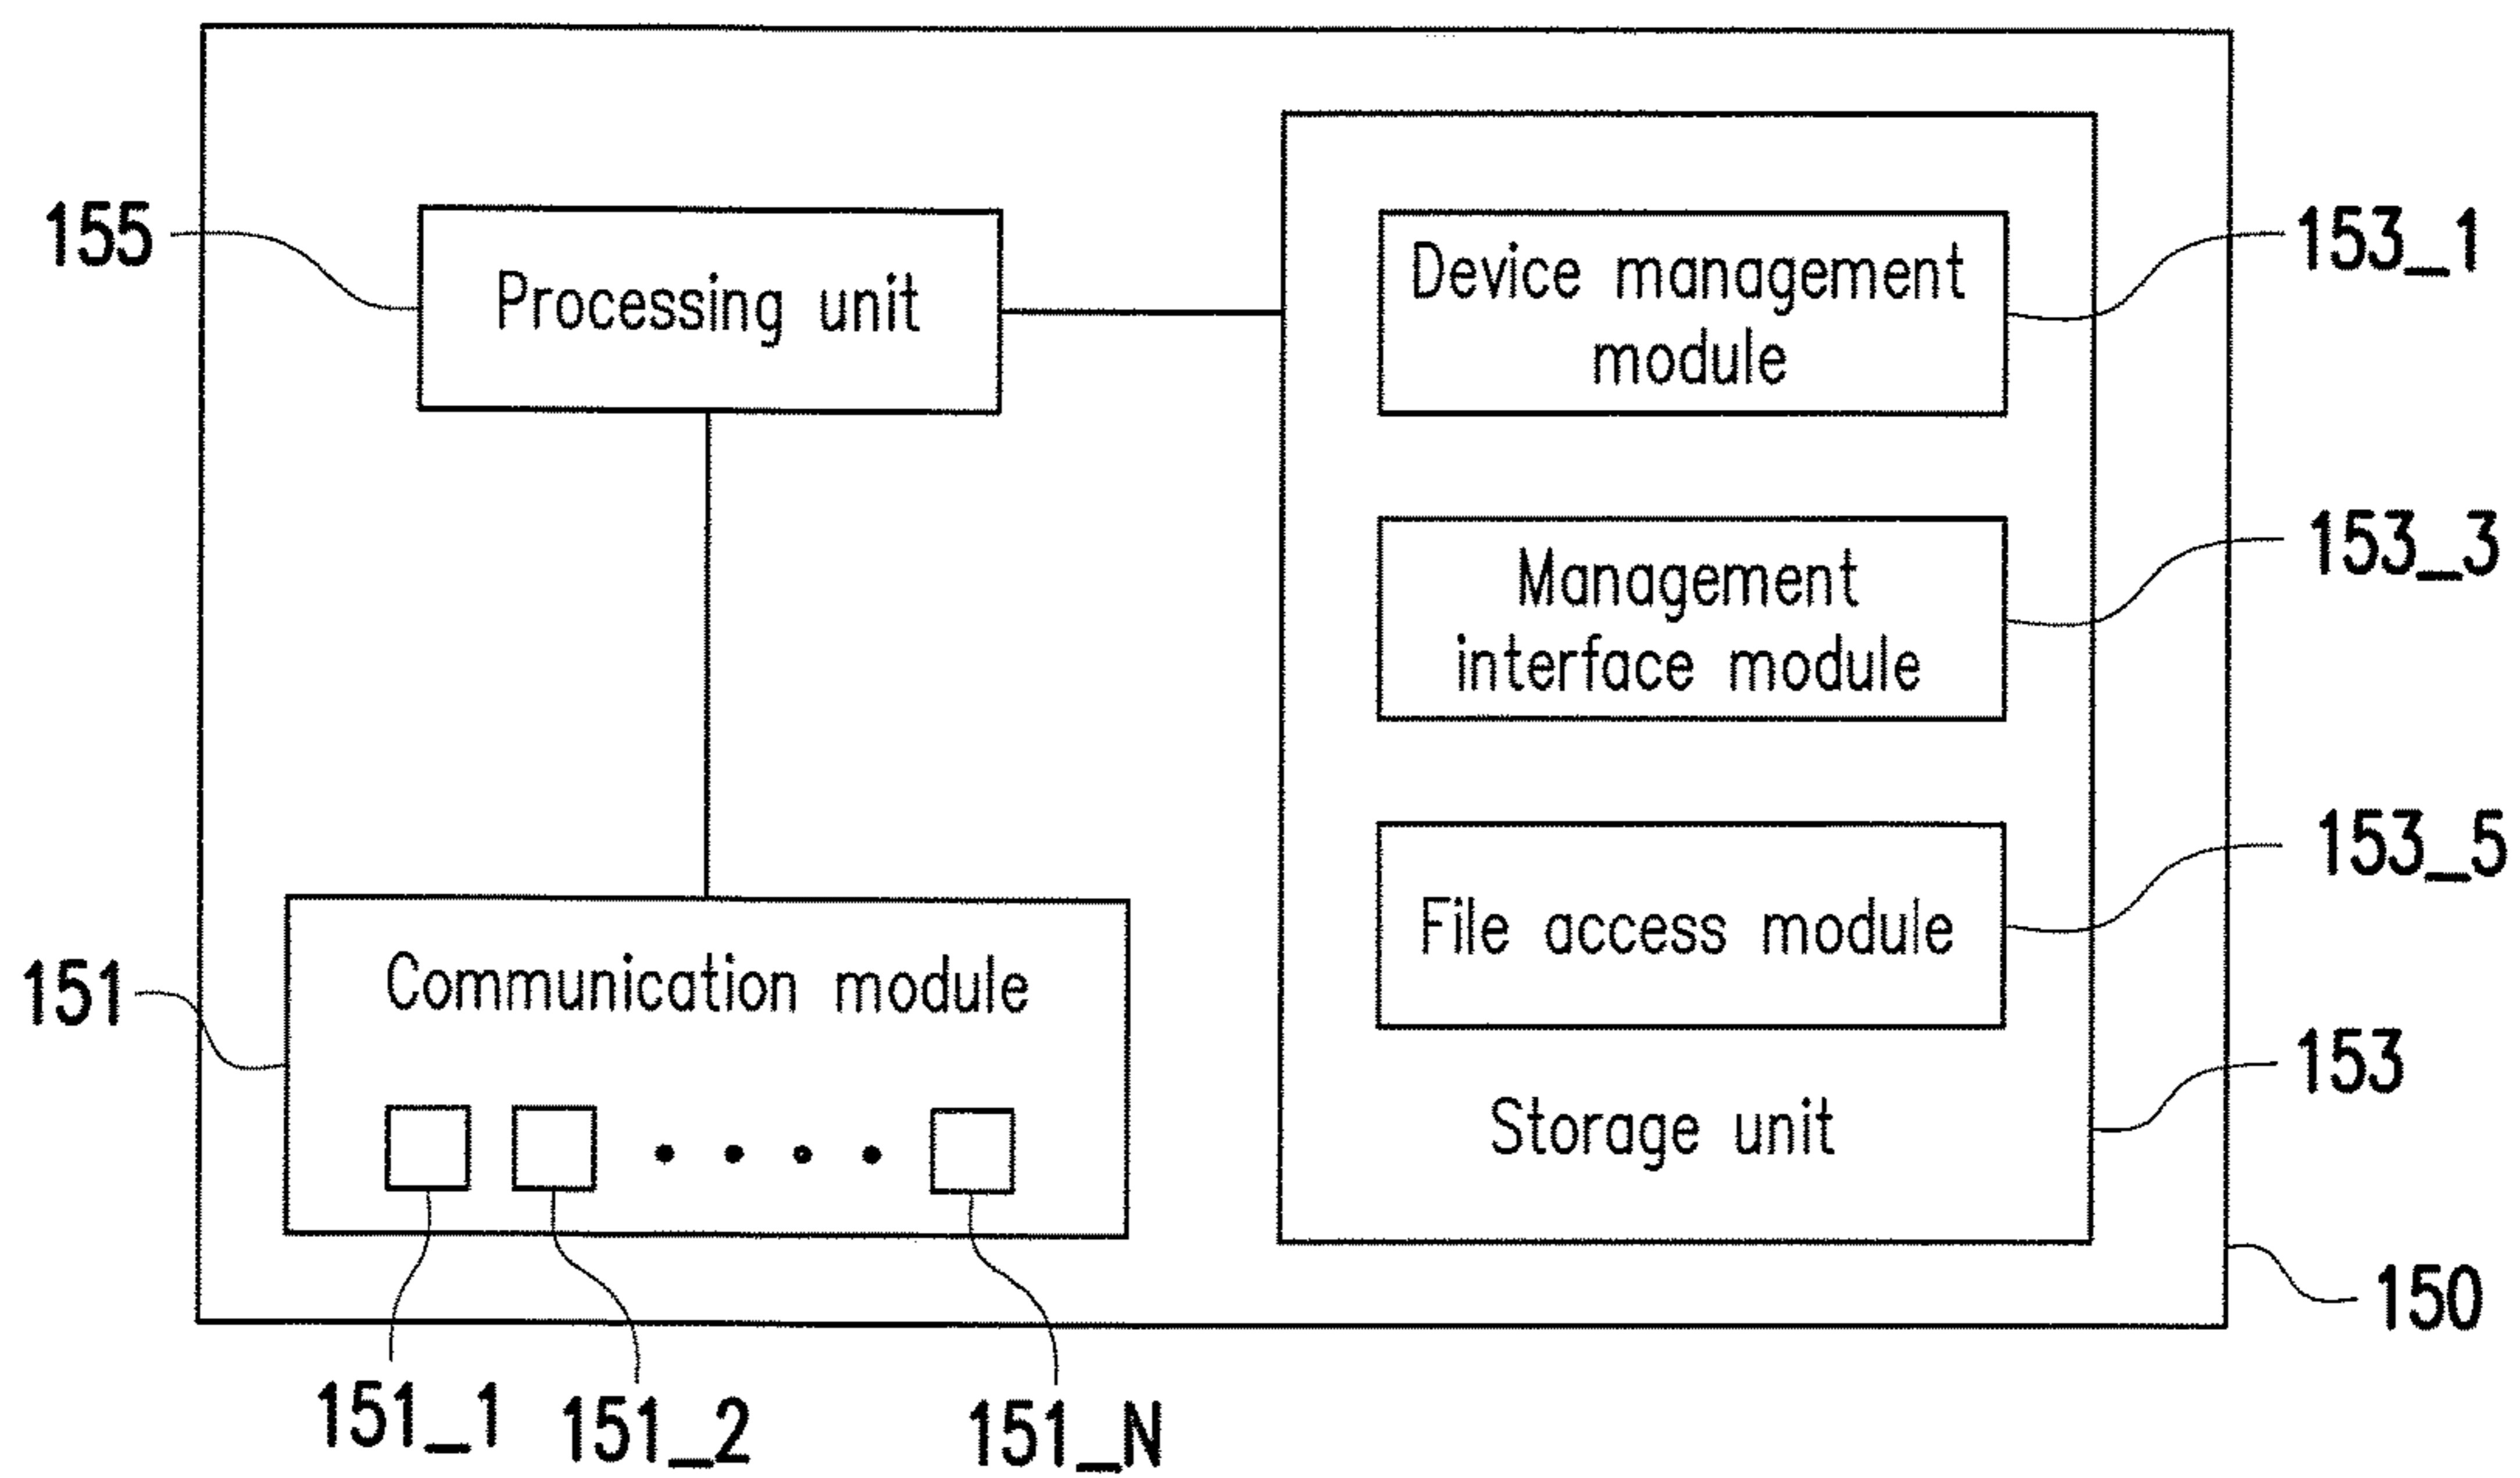 155
Processing unit
Device management
module
153_1
Management
interface module
153_3
File access module
153_5
151
Communication module
Storage unit
153
150
151_1
151_2
151_N